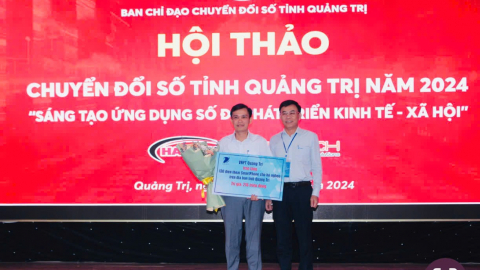 BAN CHỈ ĐẠO CHUYỂN ĐỔI SỐ TỈNH QUẢNG TRỊ
HỘI THẢO
CHUYỂN ĐỔI SỐ TỈNH QUẢNG TRỊ NĂM 2024
"SÁNG TẠO ỨNG DỤNG SỐ ĐỂ PHÁT TRIỂN KINH TẾ - XÃ HỘI"
VNPT Quảng Trị
Quảng Trị, 2024